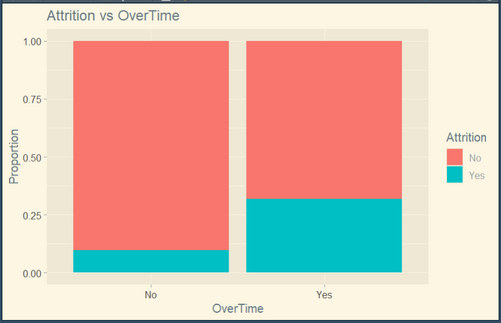 Attrition vs OverTime
1.00
0.75
0.50
0.25
0.00
Proportion
No
Yes
OverTime
Attrition
No
Yes